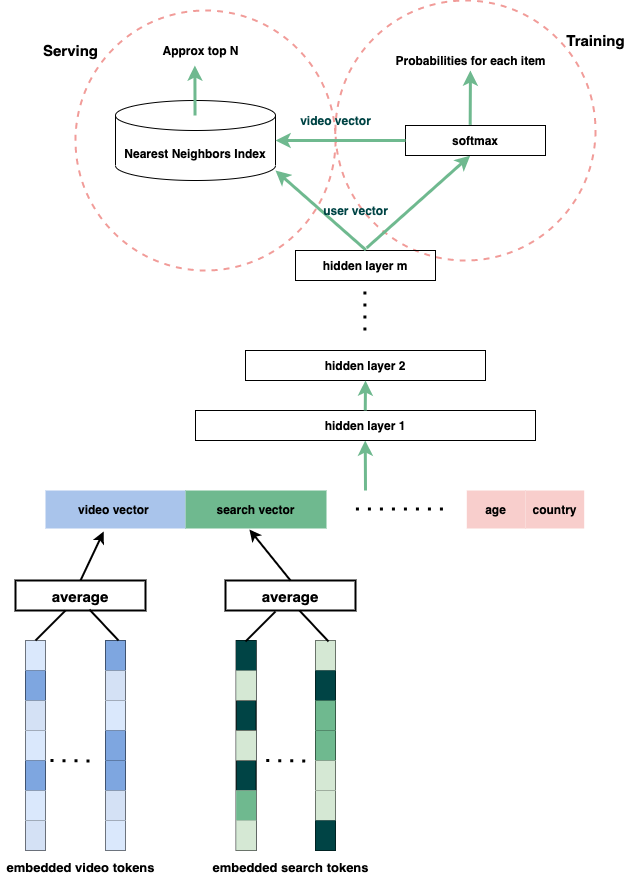 Serving
Approx top N
Training
Probabilities for each item
video vector
softmax
Nearest Neighbors Index
user vector
hidden layer m
hidden layer 2
hidden layer 1
video vector
search vector
age
country
average
average
embedded video tokens
embedded search tokens